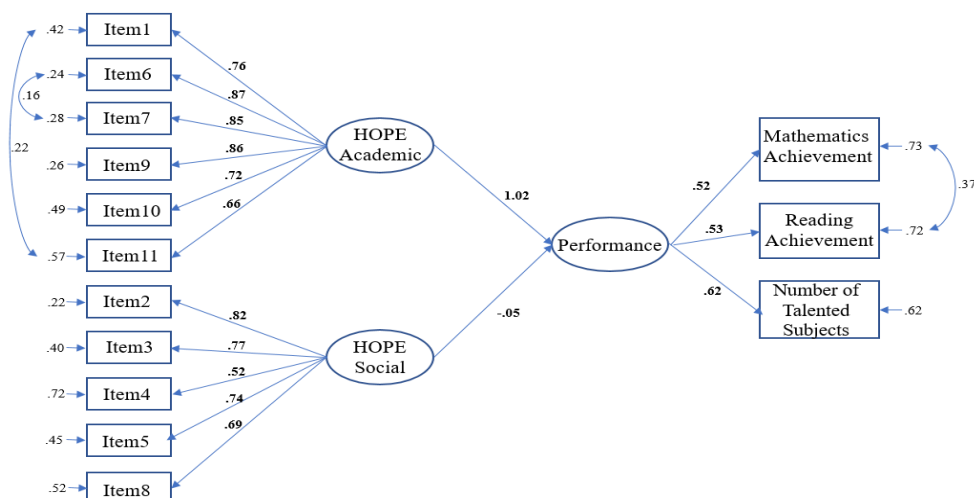 .42 Item1
.24 Item6
.16
.28 Item7
.22
.26 Item9
.49 Item10
.57 Item11
.22 Item2
.40 Item3
.72 Item4
.45 Item5
.52 Item8
.76
.87
.85
.86
.72
.66
.82
.77
.52
.74
.69
HOPE
Academic
HOPE
Social
1.02
-.05
Performance
.52
.53
.62
Mathematics
Achievement
.73
.37
Reading
Achievement
.72
Number of
Talented
Subjects
.62